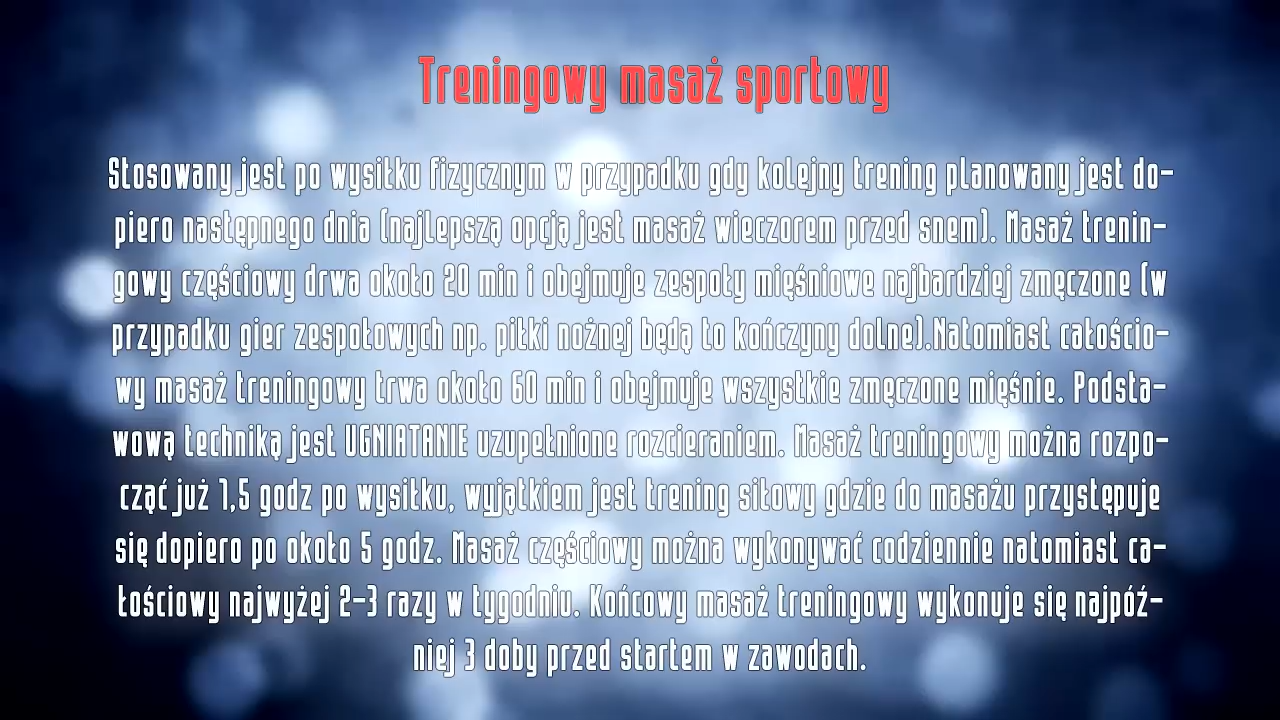 Treningowy masaż sportowy
Stosowany jest po wysiłku fizycznym w przypadku gdy kolejny trening planowany jest do-
piero następnego dnia (najlepszą opcją jest masaż wieczorem przed snem). Masaż trenin-
gowy częściowy drwa około 20 min i obejmuje zespoły mięśniowe najbardziej zmęczone (w
przypadku gier zespołowych np. piłki nożnej będą to kończyny dolne).Natomiast całościo-
wy masaż treningowy trwa około 60 min i obejmuje wszystkie zmęczone mięśnie. Podsta-
wową techniką jest UGNIATANIE uzupełnione rozcieraniem. Masaż treningowy można rozpo-
cząć już 1,5 godz po wysiłku, wyjątkiem jest trening siłowy gdzie do masażu przystępuje
się dopiero po około 5 godz. Masaż częściowy można wykonywać codziennie natomiast ca-
łościowy najwyżej 2-3 razy w tygodniu. Końcowy masaż treningowy wykonuje się najpóź-
niej 3 doby przed startem w zawodach.